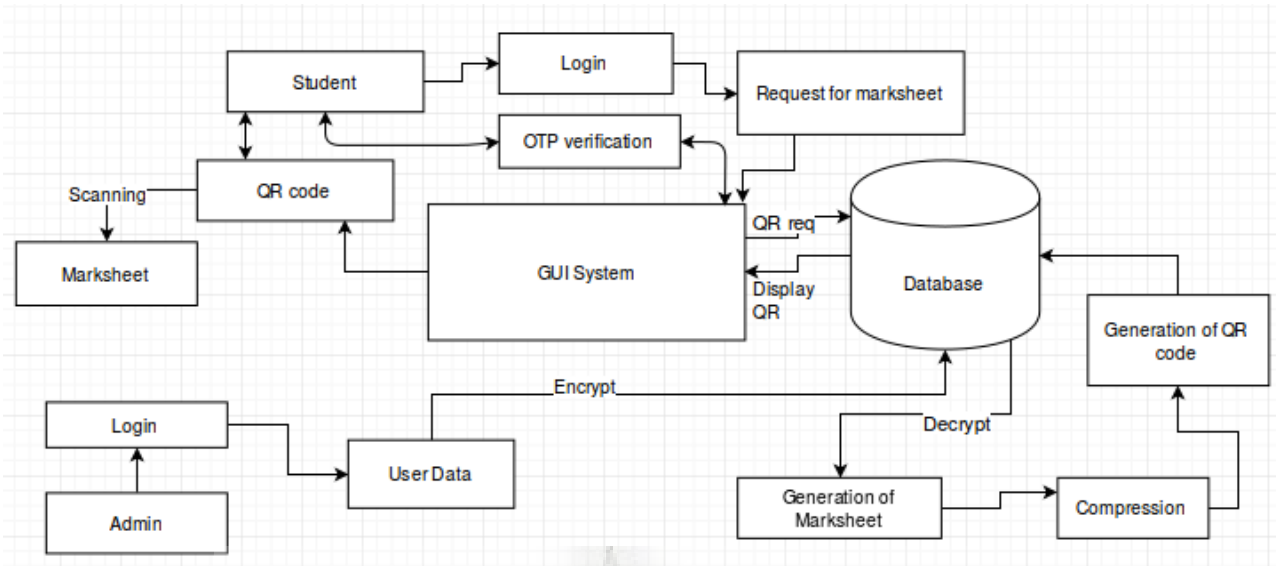 Student
Login
Request for marksheet
OTP verification
QR code
Scanning
Marksheet
GUI System
QR req
Display
QR
Database
Generation of QR
code
Encrypt
Decrypt
Login
Admin
User Data
Generation of
Marksheet
Compression